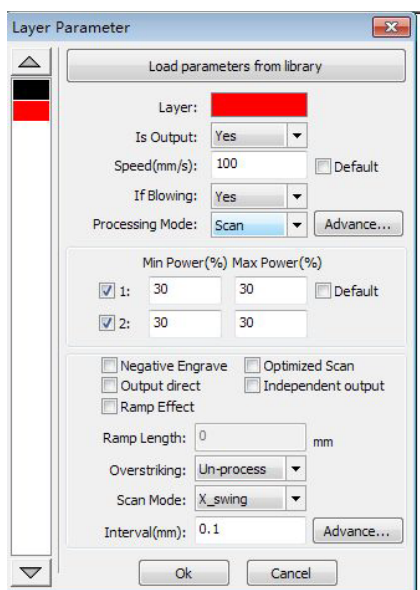 Layer Parameter
Load parameters from library
Layer:
Is Output: Yes
Speed(mm/s): 100 Default
If Blowing: Yes
Processing Mode: Scan Advance...
Min Power(%) Max Power(%)
1: 30 30 Default
2: 30 30
Negative Engrave Optimized Scan
Output direct Independent output
Ramp Effect
Ramp Length: 0 mm
Overstriking: Un-process
Scan Mode: X_swing
Interval(mm): 0.1 Advance...
Ok Cancel